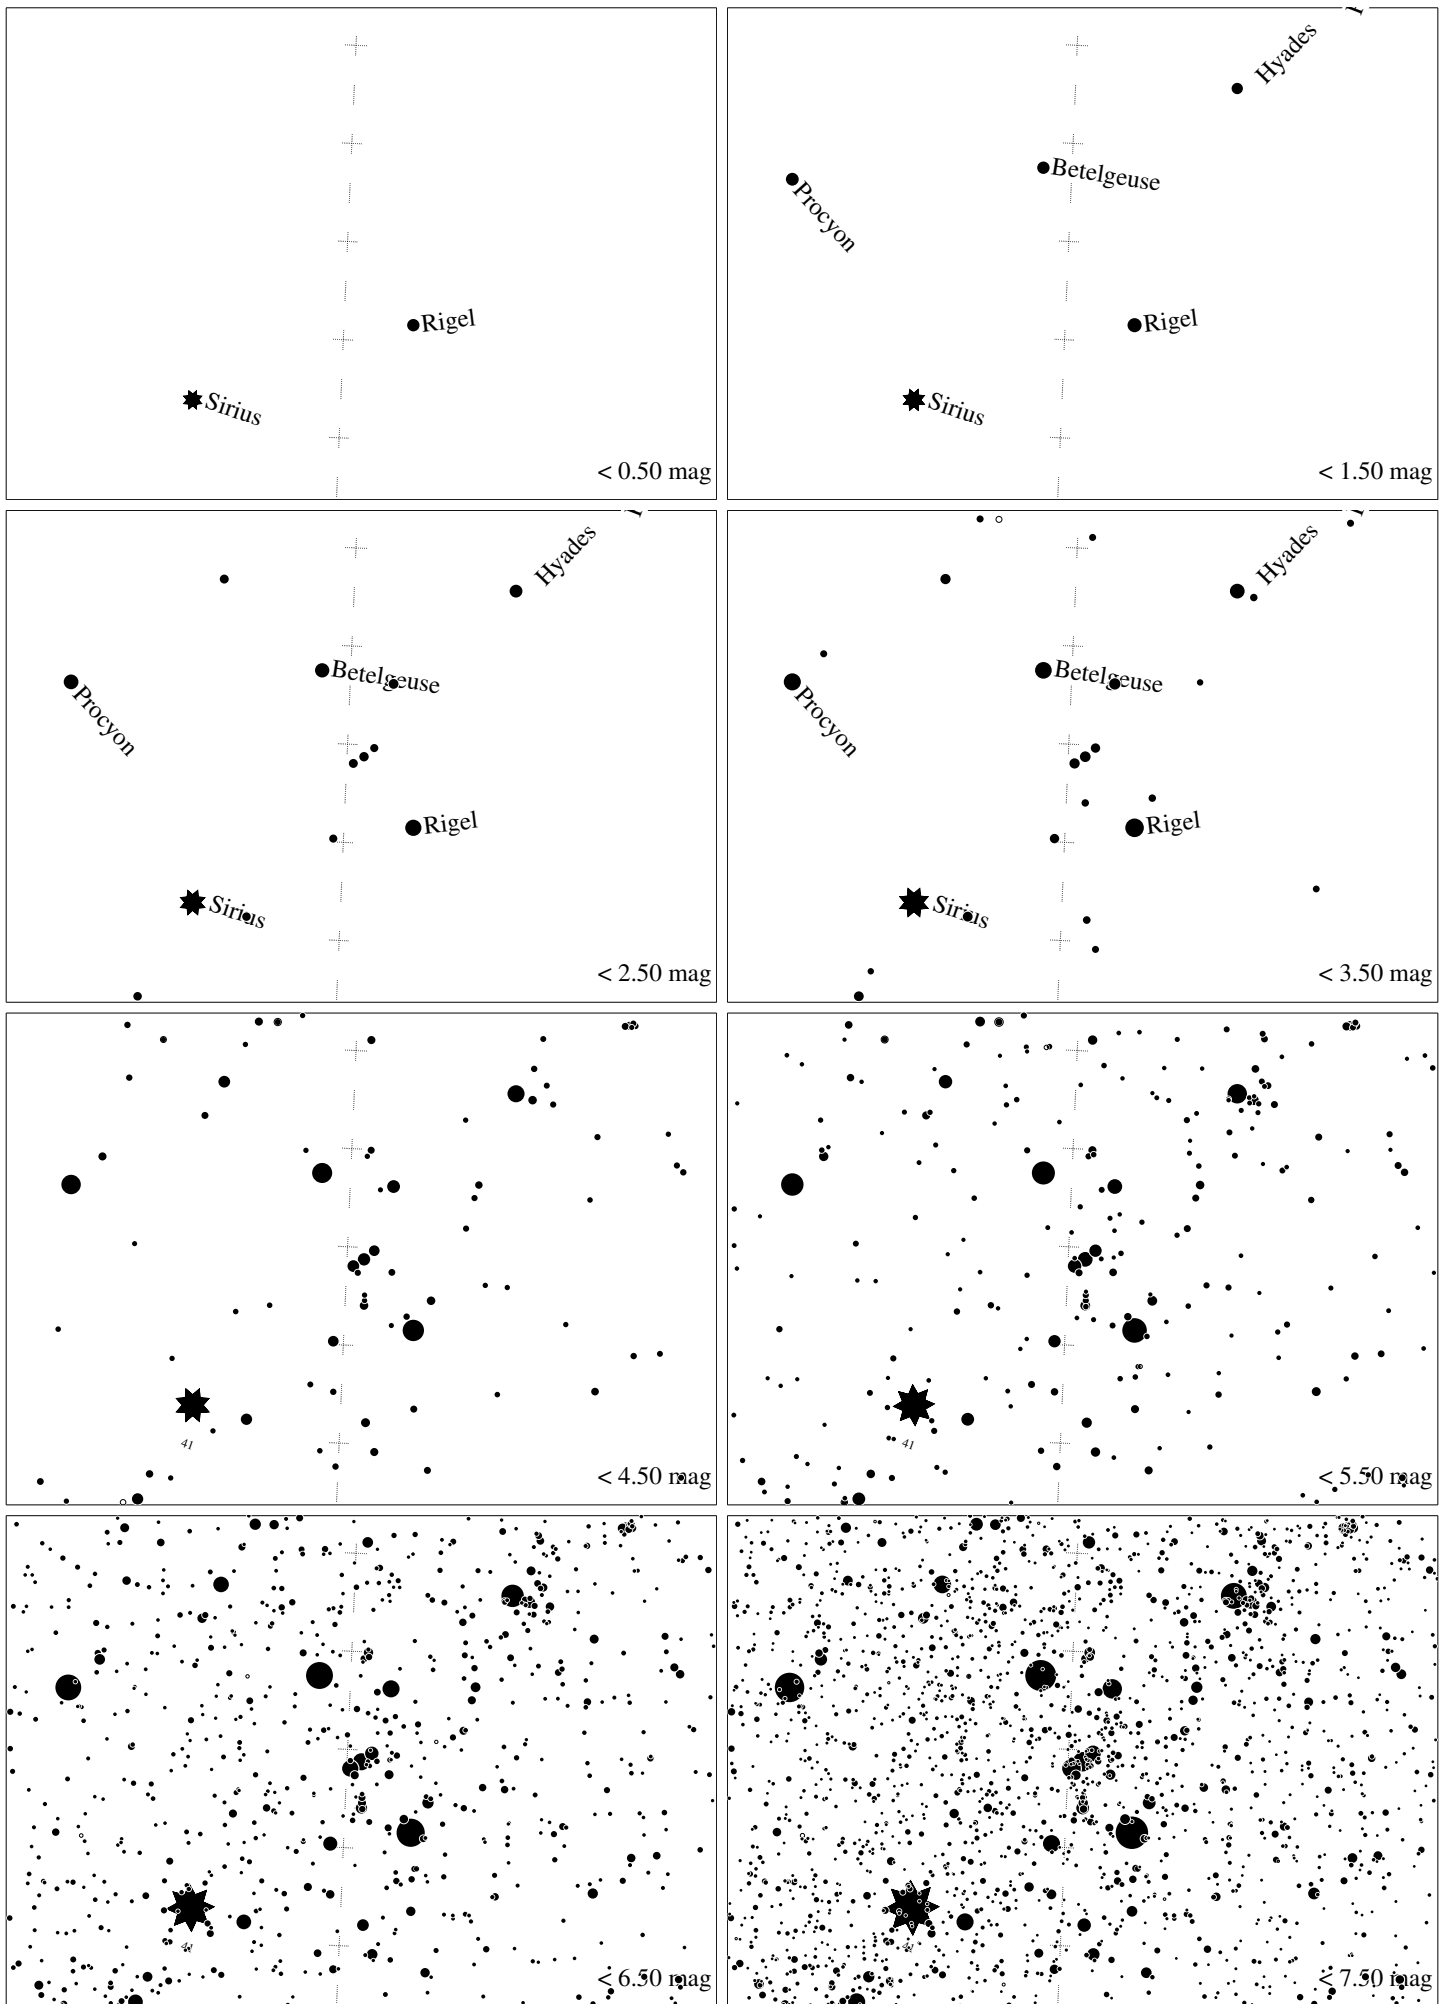 Rigel
Sirius
< 0.50 mag
Hyades
Betelgeuse
Procyon
Rigel
Sirius
< 1.50 mag
Hyades
Betelgeuse
Procyon
Rigel
Sirius
< 2.50 mag
Hyades
Betelgeuse
Procyon
Rigel
Sirius
< 3.50 mag
41
< 4.50 mag
41
< 5.50 mag
41
< 6.50 mag
41
< 7.50 mag